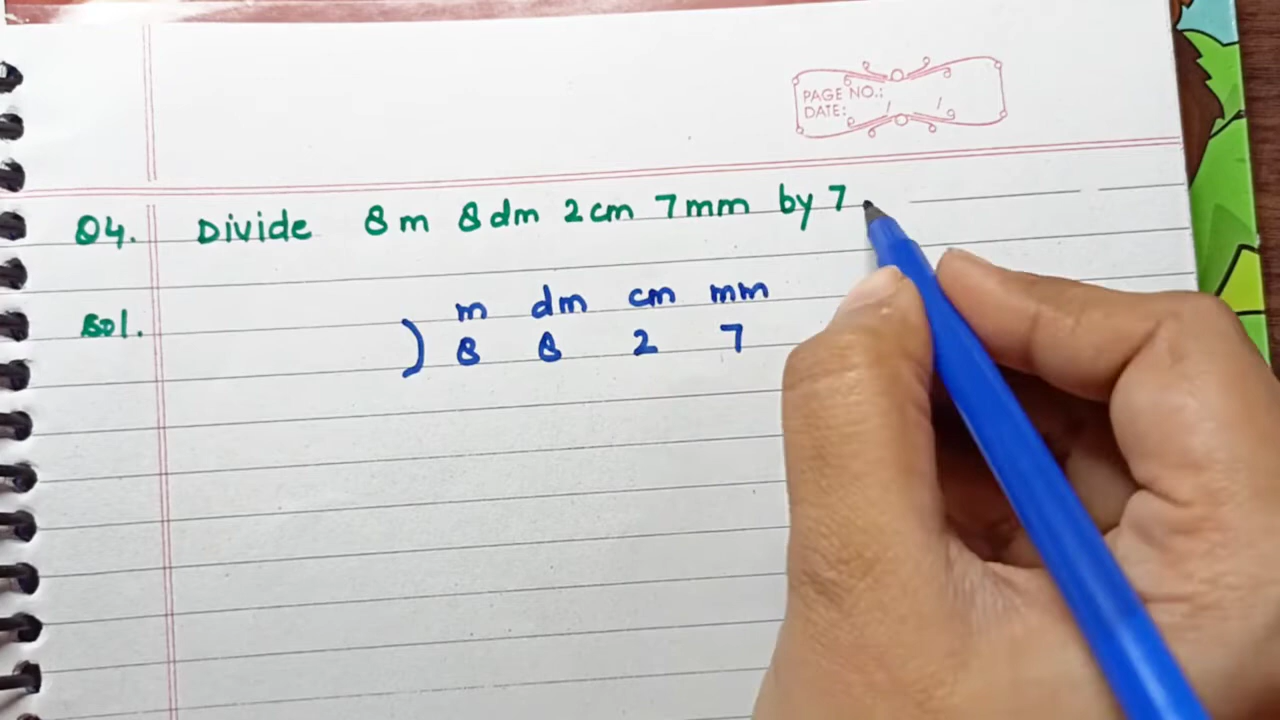 PAGE NO.:
DATE: / /
Q4. Divide 8 m 8 dm 2 cm 7 mm by 7
Sol. m dm cm mm
) 8 8 2 7